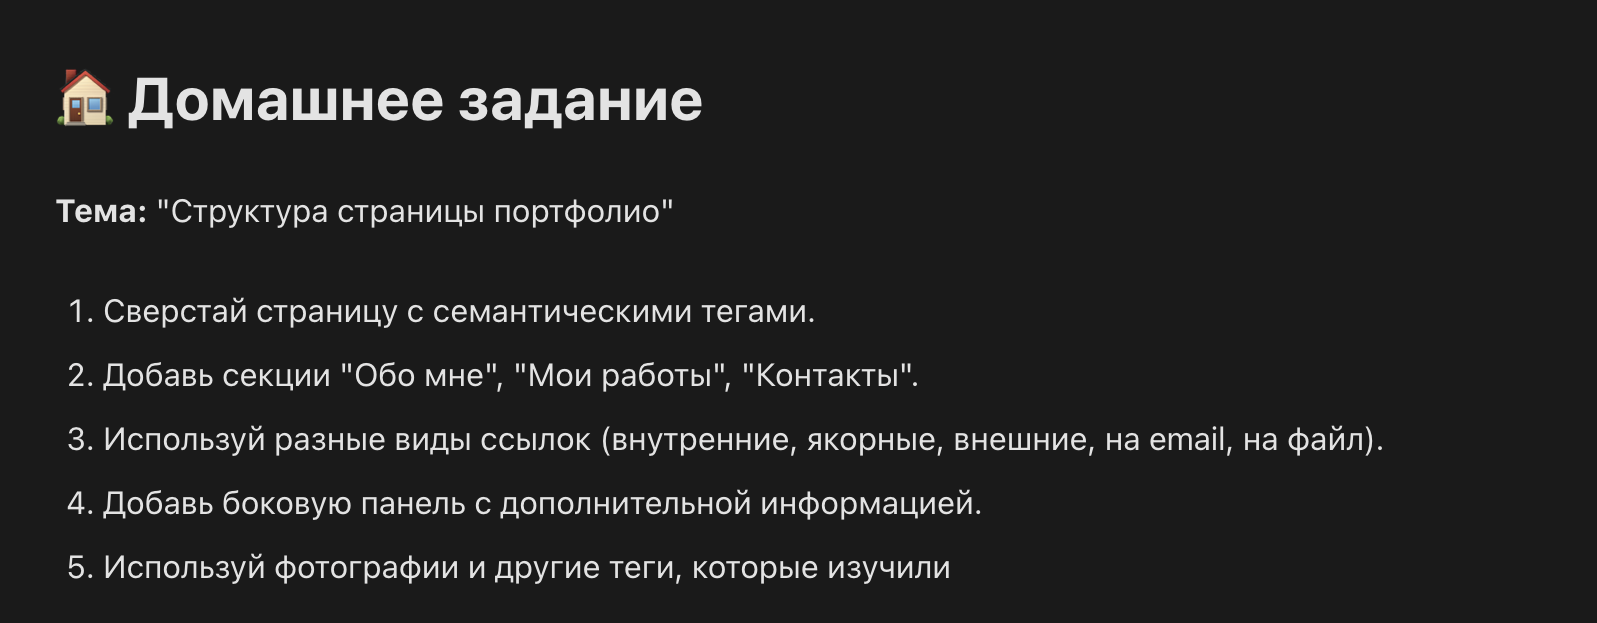 🏠 Домашнее задание
Тема: "Структура страницы портфолио"
1. Сверстай страницу с семантическими тегами.
2. Добавь секции "Обо мне", "Мои работы", "Контакты".
3. Используй разные виды ссылок (внутренние, якорные, внешние, на email, на файл).
4. Добавь боковую панель с дополнительной информацией.
5. Используй фотографии и другие теги, которые изучили